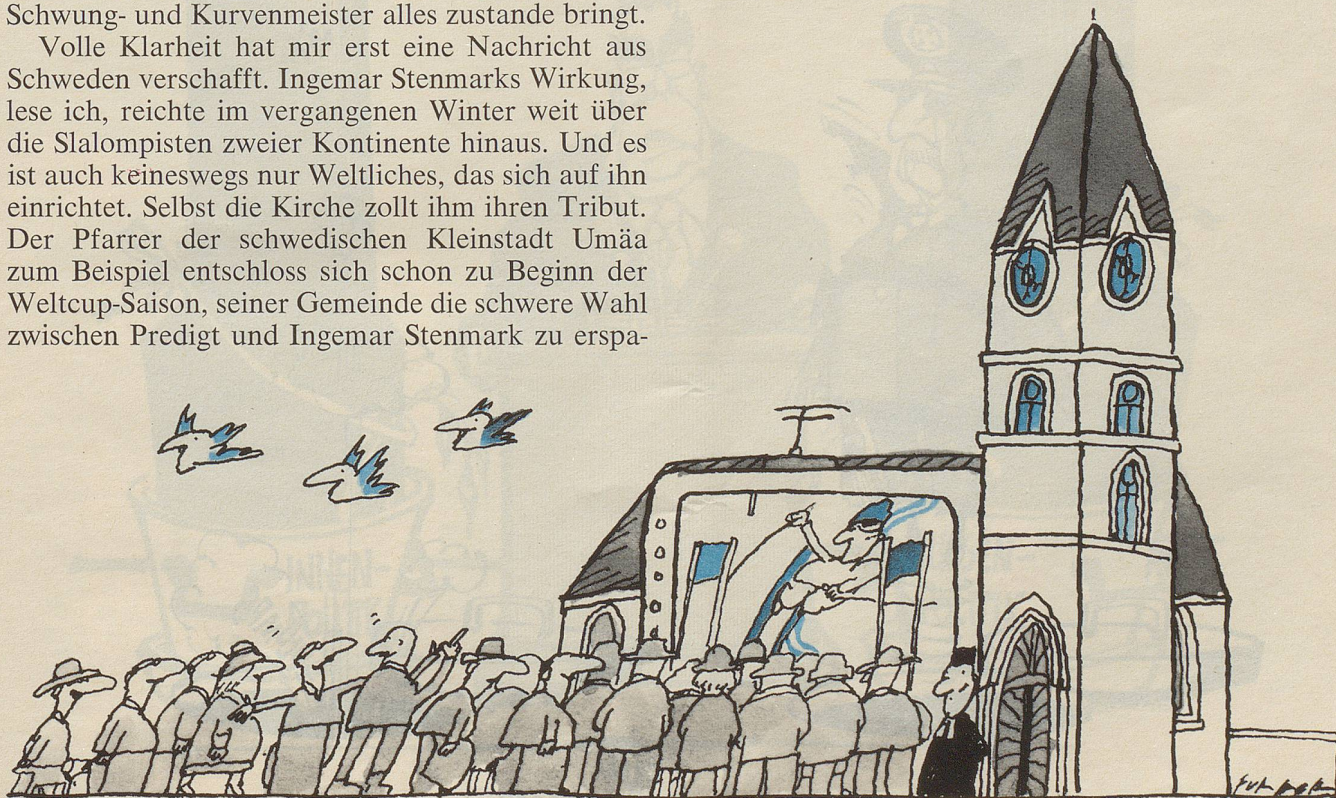 Schwung- und Kurvenmeister alles zustande bringt.
Volle Klarheit hat mir erst eine Nachricht aus
Schweden verschafft. Ingemar Stenmarks Wirkung,
lese ich, reichte im vergangenen Winter weit über
die Slalompisten zweier Kontinente hinaus. Und es
ist auch keineswegs nur Weltliches, das sich auf ihn
einrichtet. Selbst die Kirche zollt ihm ihren Tribut.
Der Pfarrer der schwedischen Kleinstadt Umäa
zum Beispiel entschloss sich schon zu Beginn der
Weltcup-Saison, seiner Gemeinde die schwere Wahl
zwischen Predigt und Ingemar Stenmark zu erspa-